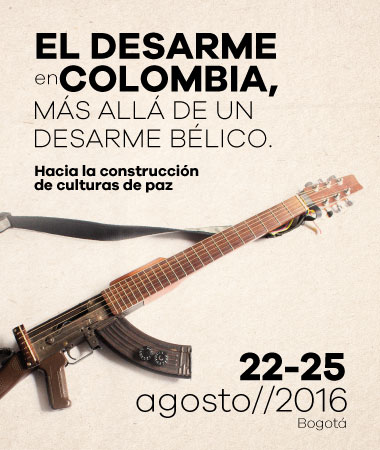 EL DESARME
en COLOMBIA,
MÁS ALLÁ DE UN
DESARME BÉLICO.
Hacia la construcción
de culturas de paz
22-25
agosto//2016
Bogotá